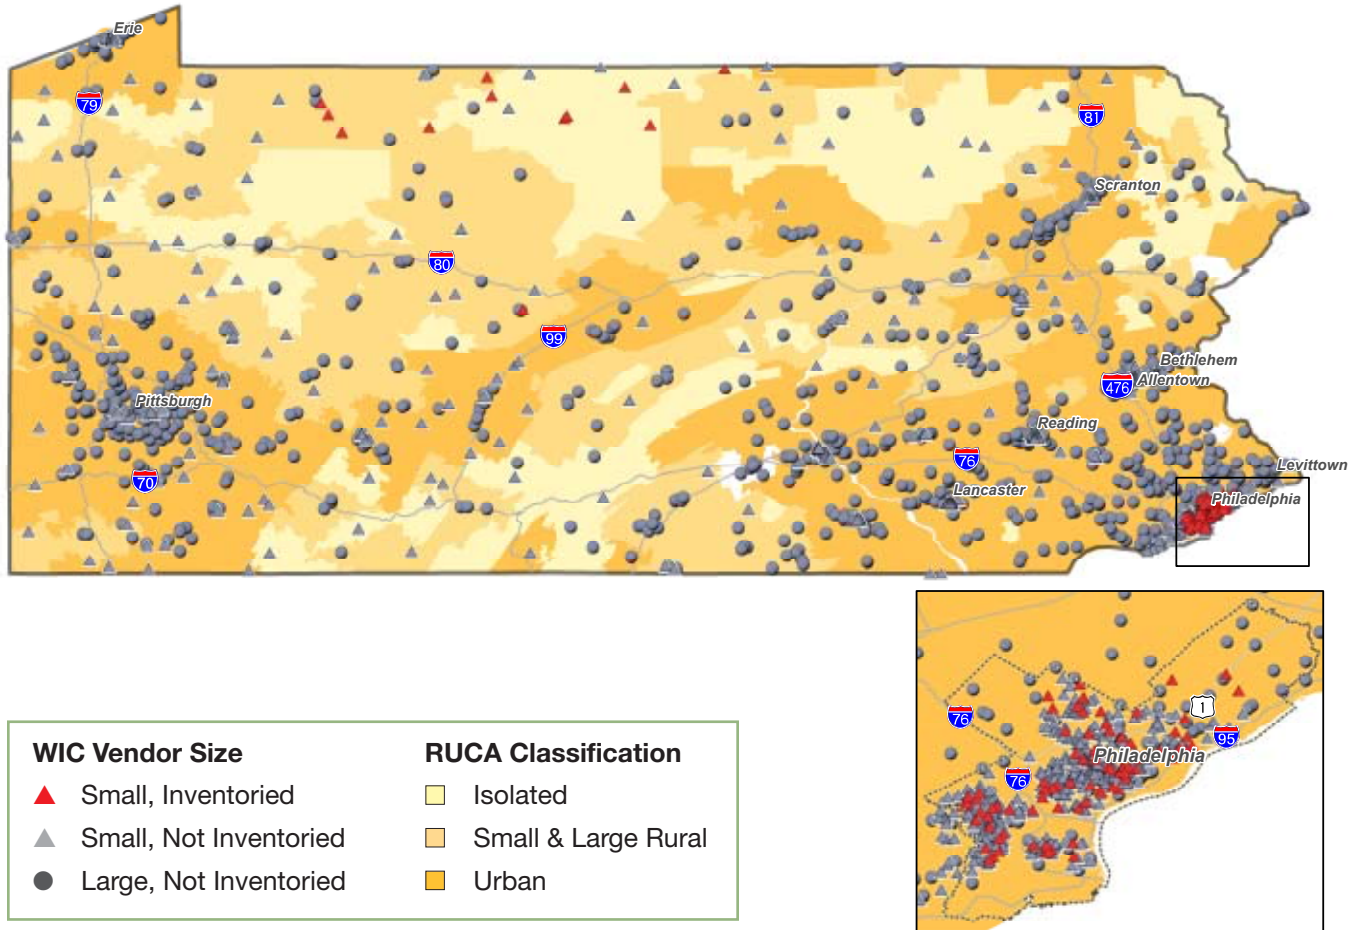 Erie
79
81
Scranton
80
99
Bethlehem
476
Allentown
Pittsburgh
Reading
76
Levittown
70
Lancaster
Philadelphia
1
76
95
Philadelphia
76
WIC Vendor Size
Small, Inventoried
Small, Not Inventoried
Large, Not Inventoried
RUCA Classification
Isolated
Small & Large Rural
Urban